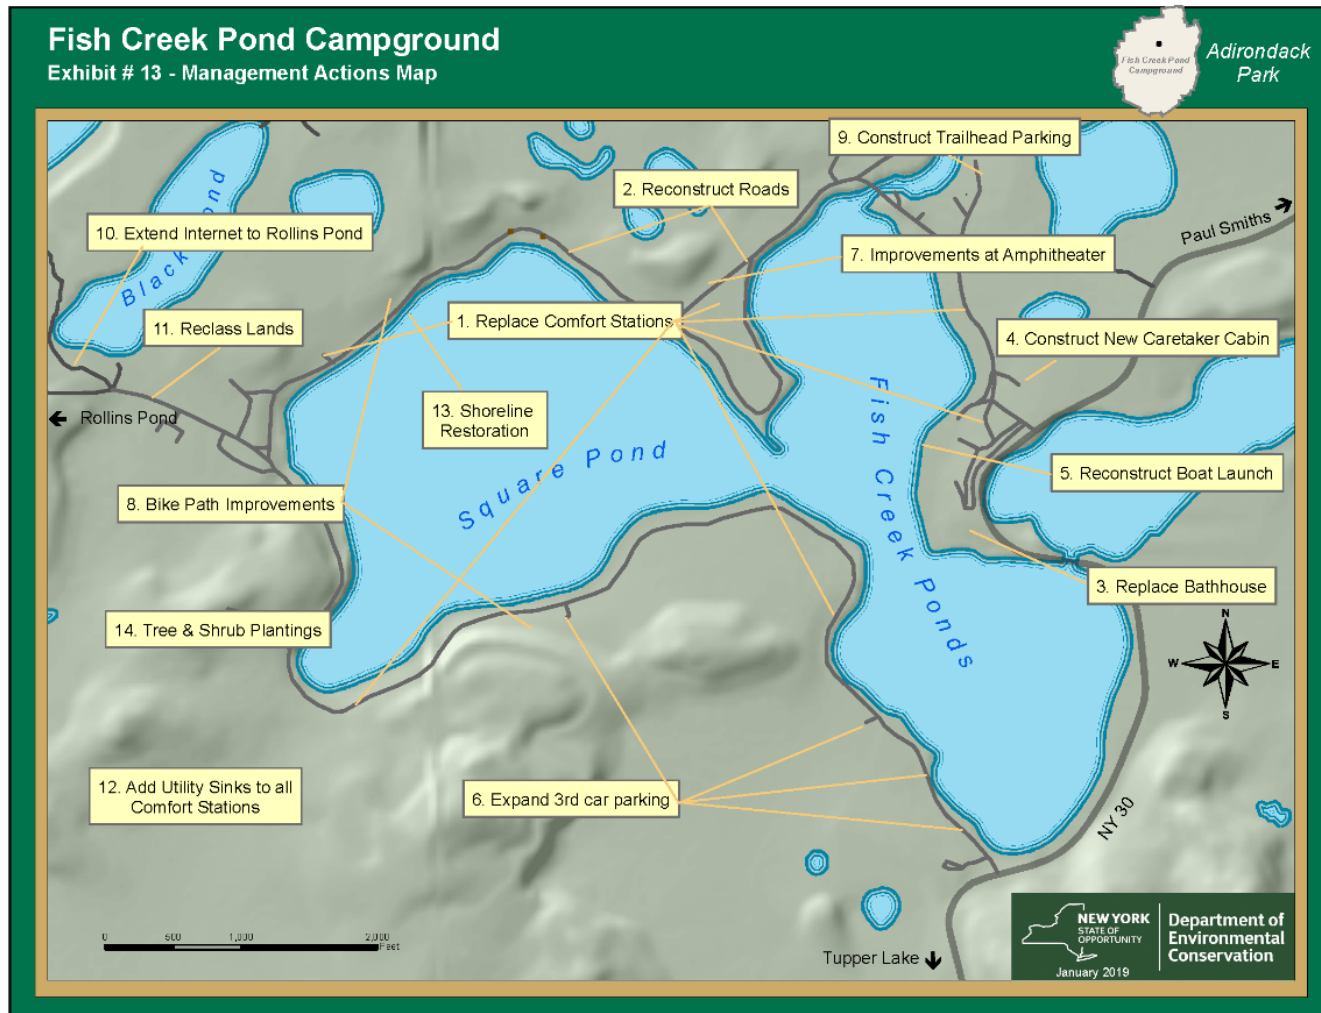 Fish Creek Pond Campground
Exhibit # 13 - Management Actions Map
Fish Creek Pond
Campground
Adirondack
Park
9. Construct Trailhead Parking
2. Reconstruct Roads
Paul Smiths
10. Extend Internet to Rollins Pond
7. Improvements at Amphitheater
Black Pond
11. Reclass Lands
1. Replace Comfort Stations
4. Construct New Caretaker Cabin
Rollins Pond
13. Shoreline
Restoration
Square Pond
Fish Creek Ponds
5. Reconstruct Boat Launch
8. Bike Path Improvements
3. Replace Bathhouse
14. Tree & Shrub Plantings
N
W
E
S
12. Add Utility Sinks to all
Comfort Stations
6. Expand 3rd car parking
NY 30
0 500 1,000 2,000
Feet
Tupper Lake
NEW YORK
STATE OF
OPPORTUNITY
Department of
Environmental
Conservation
January 2019